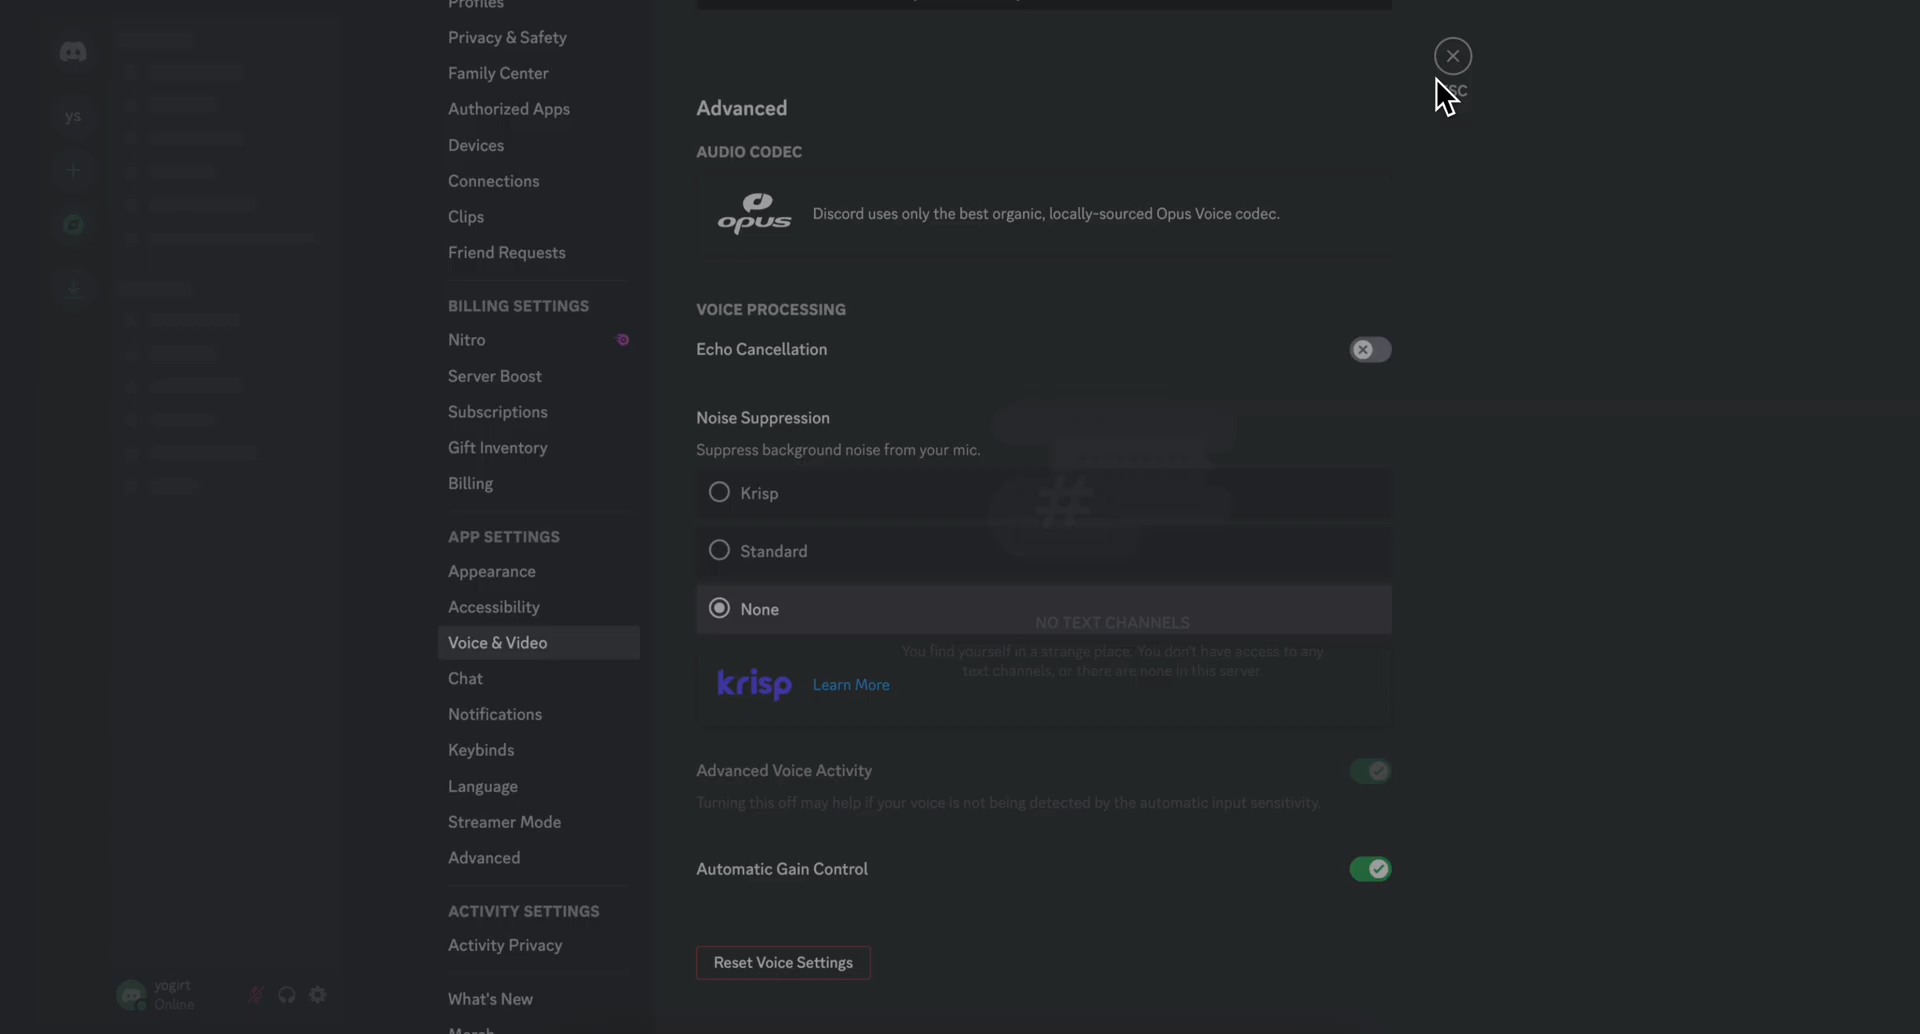 Profiles
Privacy & Safety
Family Center
Authorized Apps
Devices
Connections
Clips
Friend Requests
BILLING SETTINGS
Nitro
Server Boost
Subscriptions
Gift Inventory
Billing
APP SETTINGS
Appearance
Accessibility
Voice & Video
Chat
Notifications
Keybinds
Language
Streamer Mode
Advanced
ACTIVITY SETTINGS
Activity Privacy
What's New
Merch
ys
yogirt
Online
Advanced
AUDIO CODEC
opus
Discord uses only the best organic, locally-sourced Opus Voice codec.
VOICE PROCESSING
Echo Cancellation
Noise Suppression
Suppress background noise from your mic.
Krisp
Standard
None
NO TEXT CHANNELS
You find yourself in a strange place. You don't have access to any
text channels, or there are none in this server.
krisp
Learn More
Advanced Voice Activity
Turning this off may help if your voice is not being detected by the automatic input sensitivity.
Automatic Gain Control
Reset Voice Settings